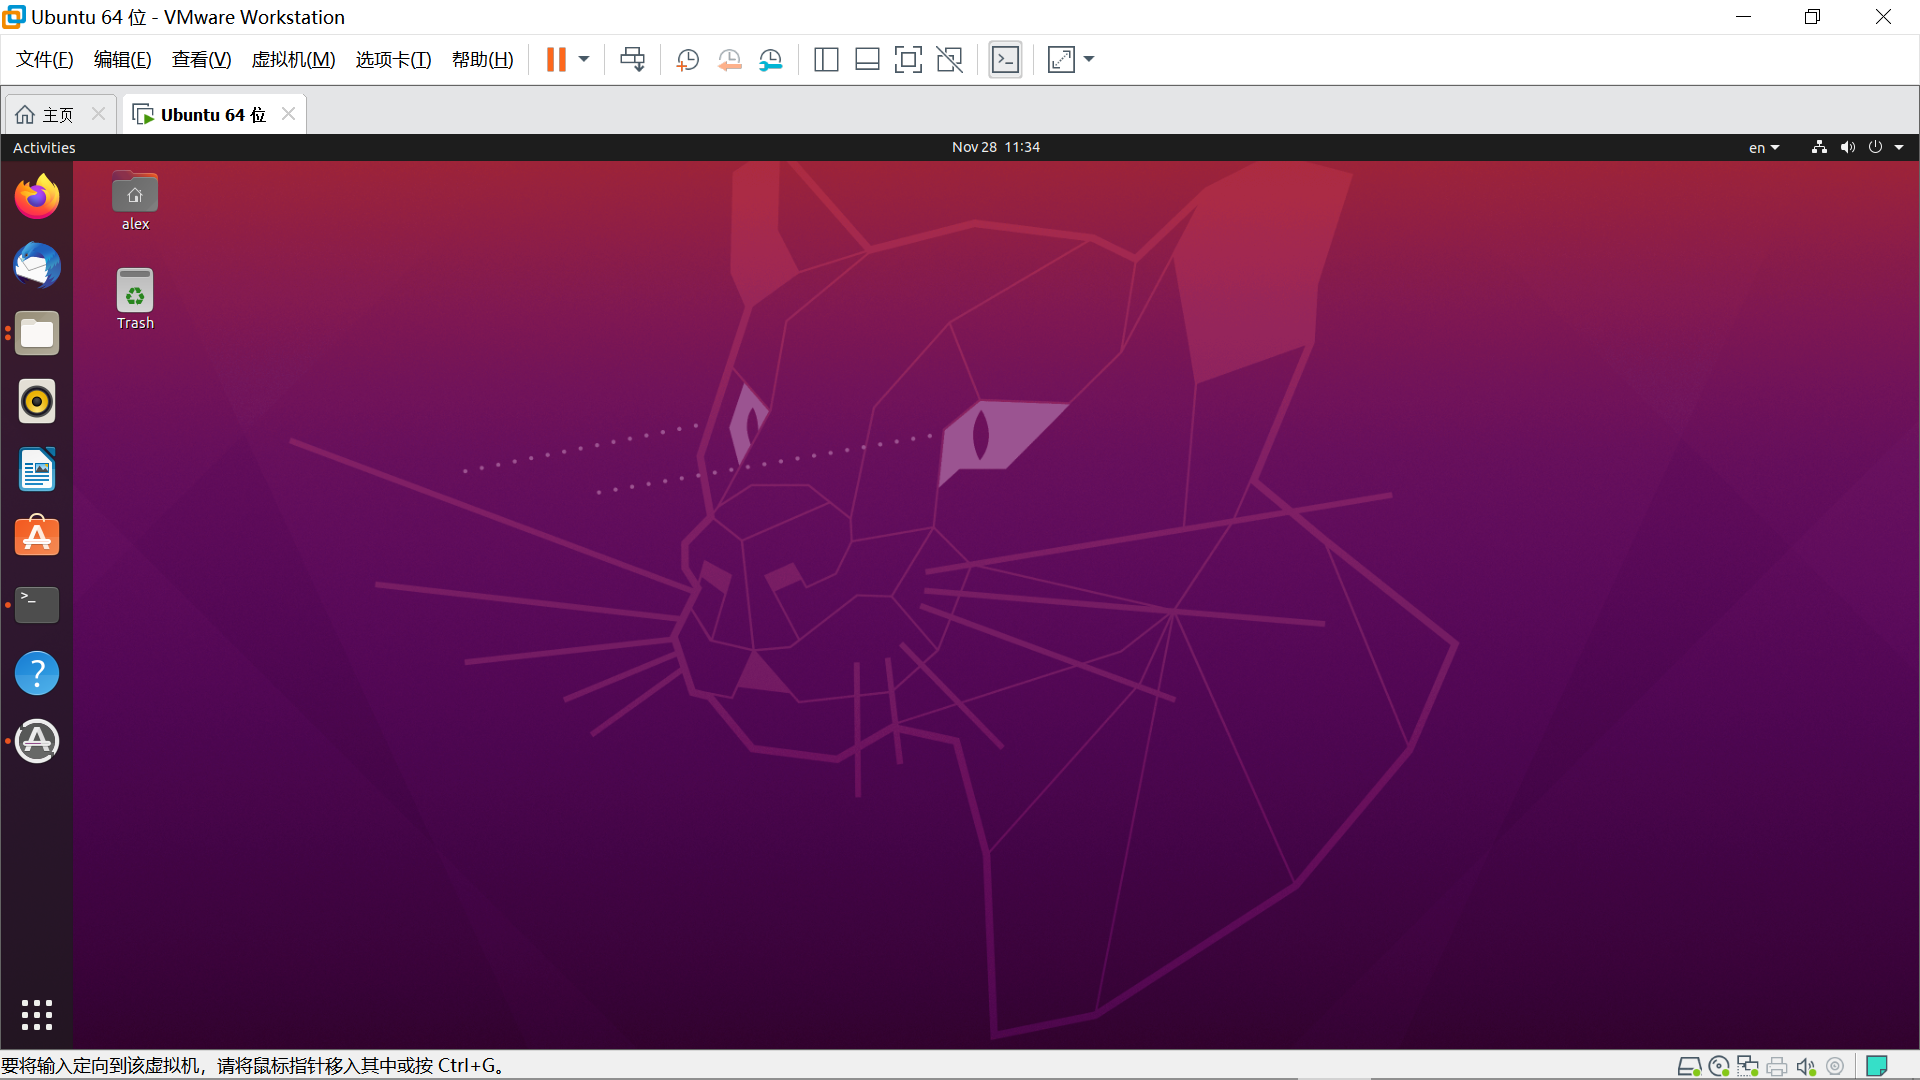 Ubuntu 64 位 - VMware Workstation
文件(F) 编辑(E) 查看(V) 虚拟机(M) 选项卡(T) 帮助(H)
主页 Ubuntu 64 位
Activities Nov 28 11:34 en
alex
Trash
要将输入定向到该虚拟机，请将鼠标指针移入其中或按 Ctrl+G。